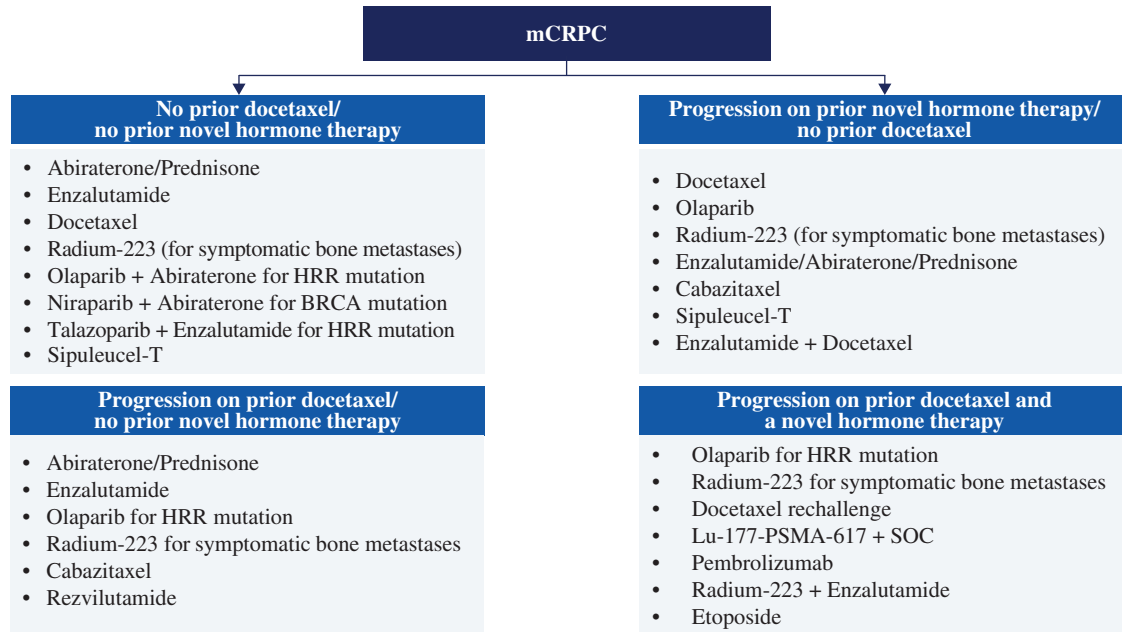 mCRPC
No prior docetaxel/
no prior novel hormone therapy
• Abiraterone/Prednisone
• Enzalutamide
• Docetaxel
• Radium-223 (for symptomatic bone metastases)
• Olaparib + Abiraterone for HRR mutation
• Niraparib + Abiraterone for BRCA mutation
• Talazoparib + Enzalutamide for HRR mutation
• Sipuleucel-T
Progression on prior novel hormone therapy/
no prior docetaxel
• Docetaxel
• Olaparib
• Radium-223 (for symptomatic bone metastases)
• Enzalutamide/Abiraterone/Prednisone
• Cabazitaxel
• Sipuleucel-T
• Enzalutamide + Docetaxel
Progression on prior docetaxel/
no prior novel hormone therapy
• Abiraterone/Prednisone
• Enzalutamide
• Olaparib for HRR mutation
• Radium-223 for symptomatic bone metastases
• Cabazitaxel
• Rezvilutamide
Progression on prior docetaxel and
a novel hormone therapy
• Olaparib for HRR mutation
• Radium-223 for symptomatic bone metastases
• Docetaxel rechallenge
• Lu-177-PSMA-617 + SOC
• Pembrolizumab
• Radium-223 + Enzalutamide
• Etoposide